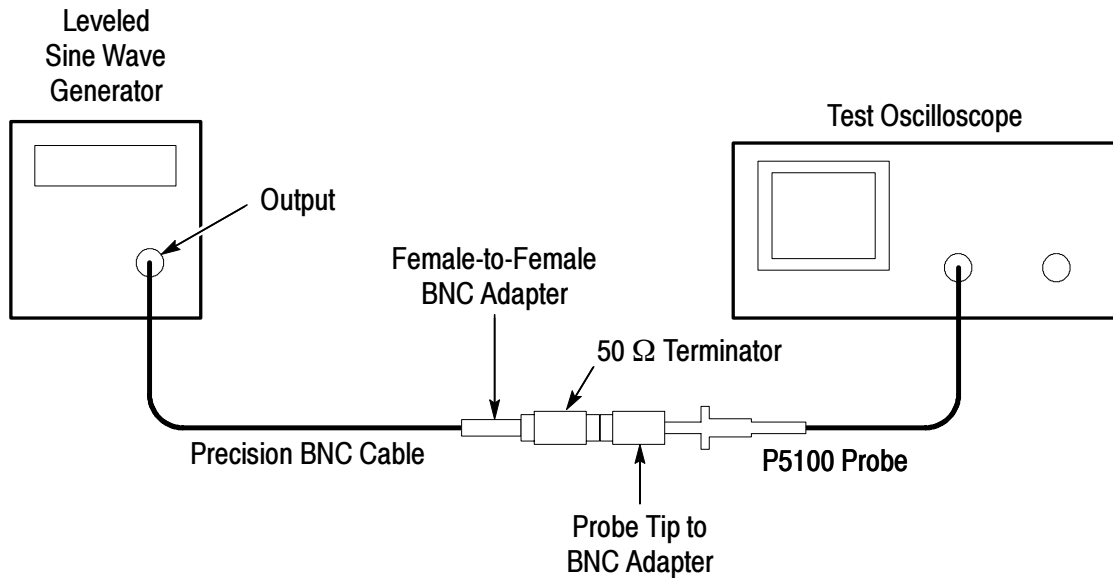 Leveled
Sine Wave
Generator
Test Oscilloscope
Output
Female-to-Female
BNC Adapter
50 Ω Terminator
Precision BNC Cable
P5100 Probe
Probe Tip to
BNC Adapter